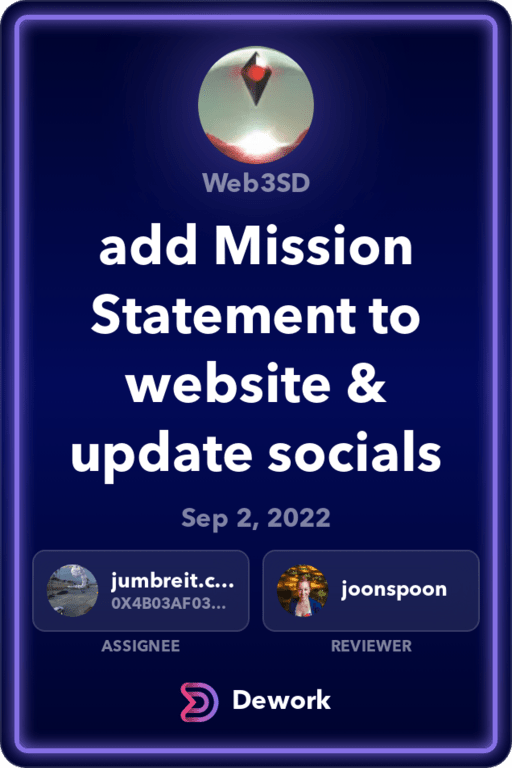 Web3SD
add Mission
Statement to
website &
update socials
Sep 2, 2022
jumbreit.c...
0X4B03AF03...
joonspoon
ASSIGNEE
REVIEWER
Dework